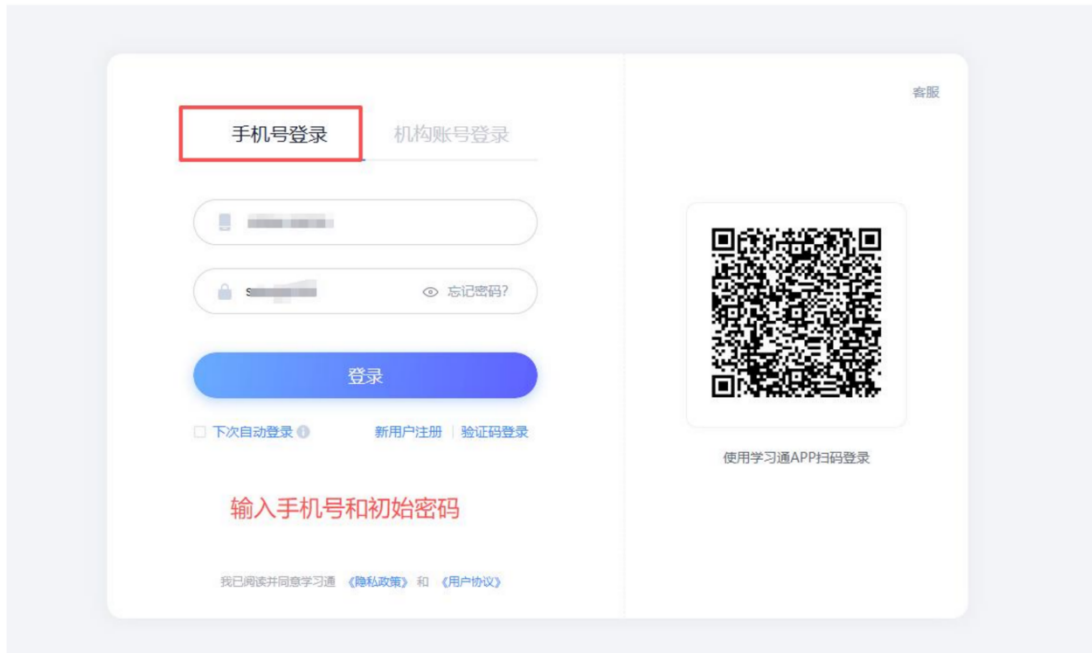 客服
手机号登录 机构账号登录
忘记密码?
登录
下次自动登录 新用户注册 验证码登录
使用学习通APP扫码登录
输入手机号和初始密码
我已阅读并同意学习通 《隐私政策》 和 《用户协议》